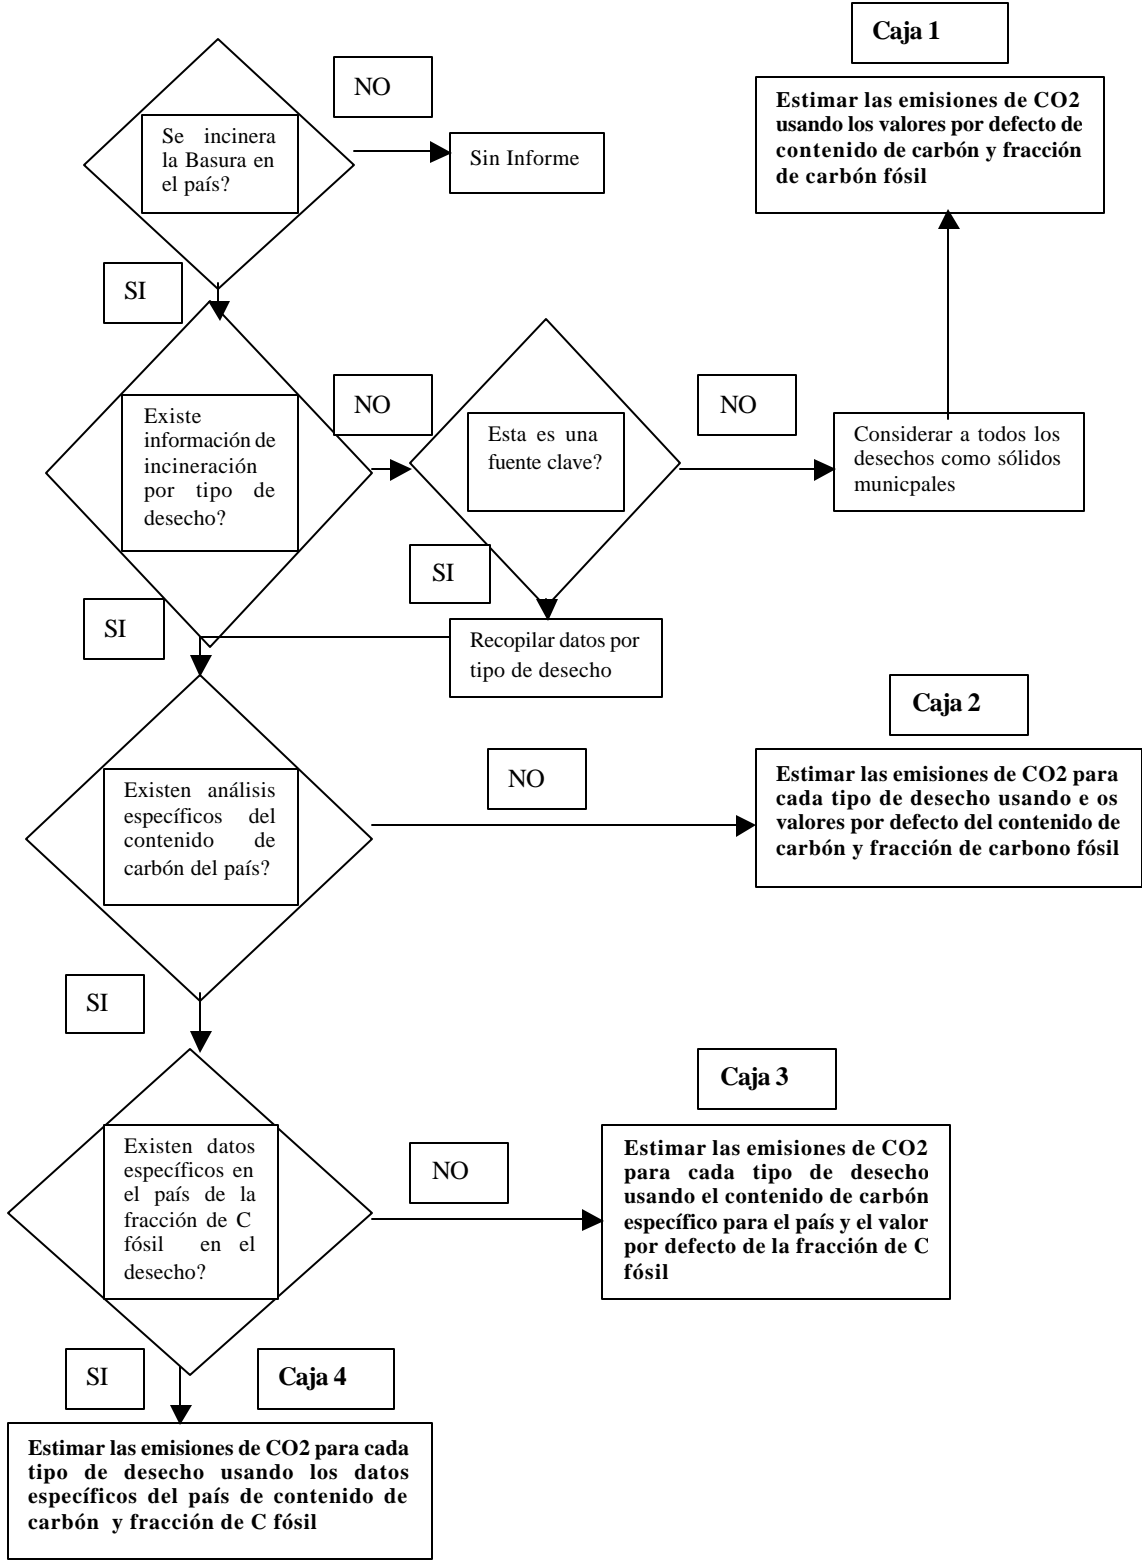 Caja 1
NO
Se incinera
la Basura en
el país?
Sin Informe
Estimar las emisiones de CO2
usando los valores por defecto de
contenido de carbón y fracción
de carbón fósil
SI
Existe
información de
incineración
por tipo de
desecho?
NO
Esta es una
fuente clave?
NO
Considerar a todos los
desechos como sólidos
municpales
SI
SI
Recopilar datos por
tipo de desecho
Caja 2
Existen análisis
específicos del
contenido de
carbón del país?
NO
Estimar las emisiones de CO2 para
cada tipo de desecho usando e os
valores por defecto del contenido de
carbón y fracción de carbono fósil
SI
Caja 3
Existen datos
específicos en
el país de la
fracción de C
fósil en el
desecho?
NO
Estimar las emisiones de CO2
para cada tipo de desecho
usando el contenido de carbón
específico para el país y el valor
por defecto de la fracción de C
fósil
SI
Caja 4
Estimar las emisiones de CO2 para cada
tipo de desecho usando los datos
específicos del país de contenido de
carbón y fracción de C fósil